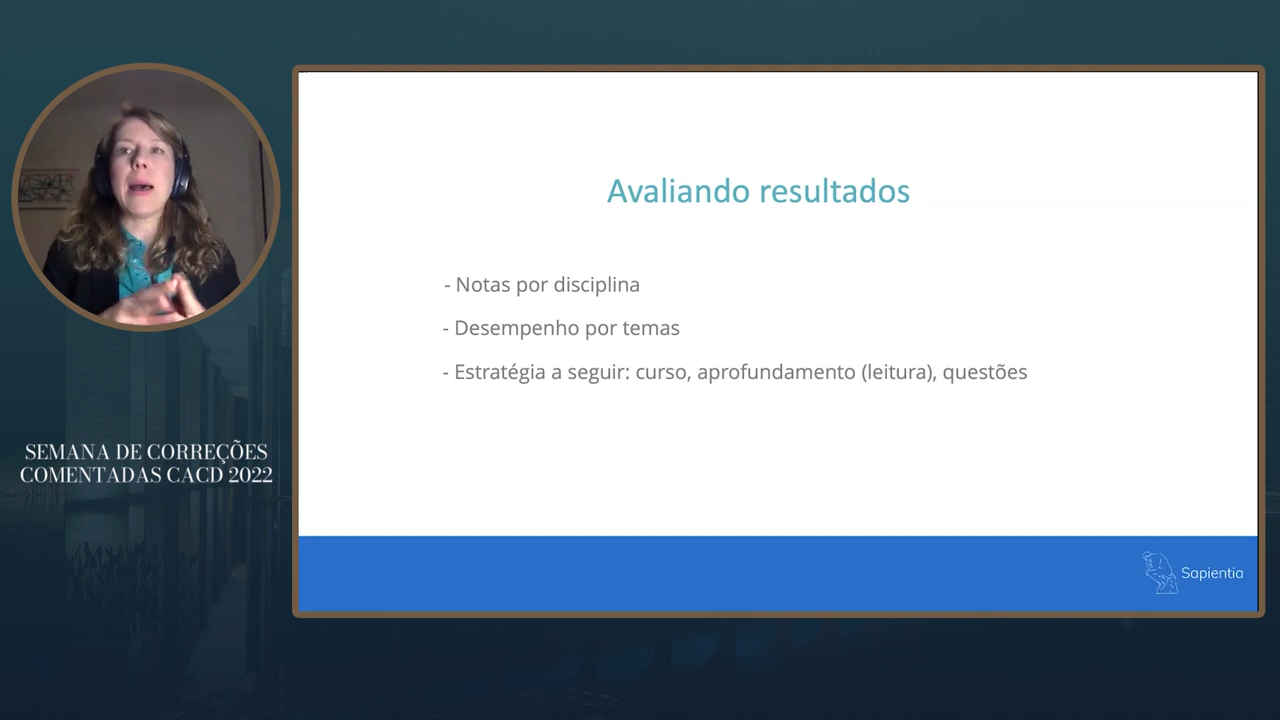 Avaliando resultados
- Notas por disciplina
- Desempenho por temas
- Estratégia a seguir: curso, aprofundamento (leitura), questões
SEMANA DE CORREÇÕES
COMENTADAS CACD 2022
Sapientia